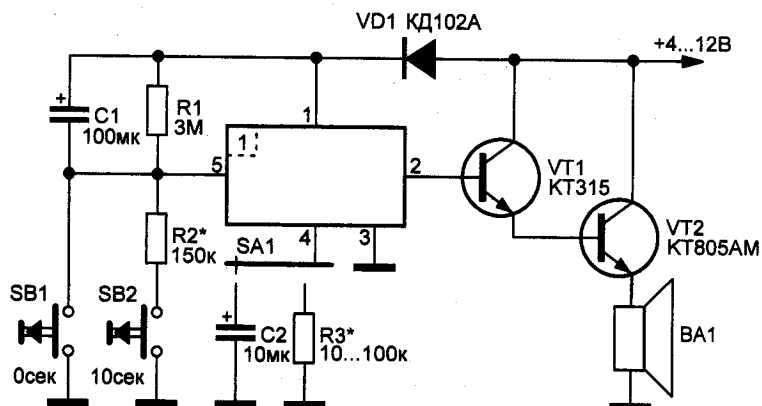 VD1 КД102А
+4...12В
+
C1
100мк
R1
3М
1
1
5
2
4
3
VT1
КТ315
VT2
КТ805АМ
R2*
150к
SA1
SB1
SB2
+
C2
10мк
R3*
10...100к
BA1
0сек
10сек